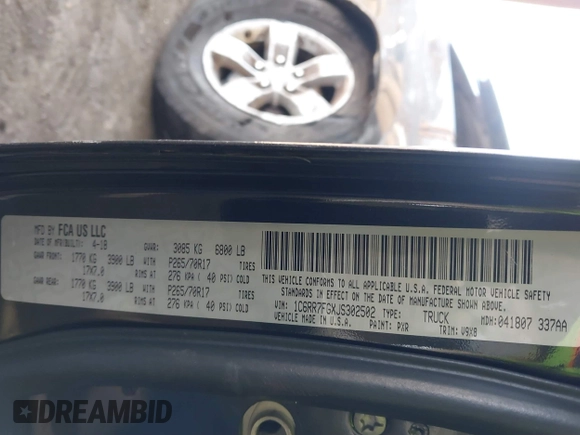 MFD BY FCA US LLC
DATE OF MFR/BUILT: 4-18 GVWR: 3085 KG 6800 LB
GAWR FRONT: 1770 KG 3900 LB WITH P265/70R17 TIRES
17X7.0 RIMS AT 276 KPA ( 40 PSI) COLD
GAWR REAR: 1770 KG 3900 LB WITH P265/70R17 TIRES
17X7.0 RIMS AT 276 KPA ( 40 PSI) COLD
THIS VEHICLE CONFORMS TO ALL APPLICABLE U.S.A. FEDERAL MOTOR VEHICLE SAFETY
STANDARDS IN EFFECT ON THE DATE OF MANUFACTURE SHOWN ABOVE.
VIN: 1C6RR7FGXJS302502 TYPE: TRUCK MDH: 041807 337AA
VEHICLE MADE IN U.S.A. PAINT: PXR TRIM: V9X8
DREAMBID